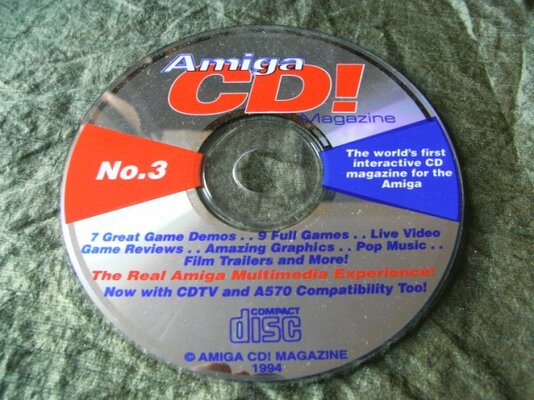 Amiga
CD!
Magazine
No.3
The world's first
interactive CD
magazine for the
Amiga
7 Great Game Demos . . 9 Full Games . . Live Video
Game Reviews . . Amazing Graphics . . Pop Music . .
Film Trailers and More!
The Real Amiga Multimedia Experience!
Now with CDTV and A570 Compatibility Too!
COMPACT
disc
© AMIGA CD! MAGAZINE
1994